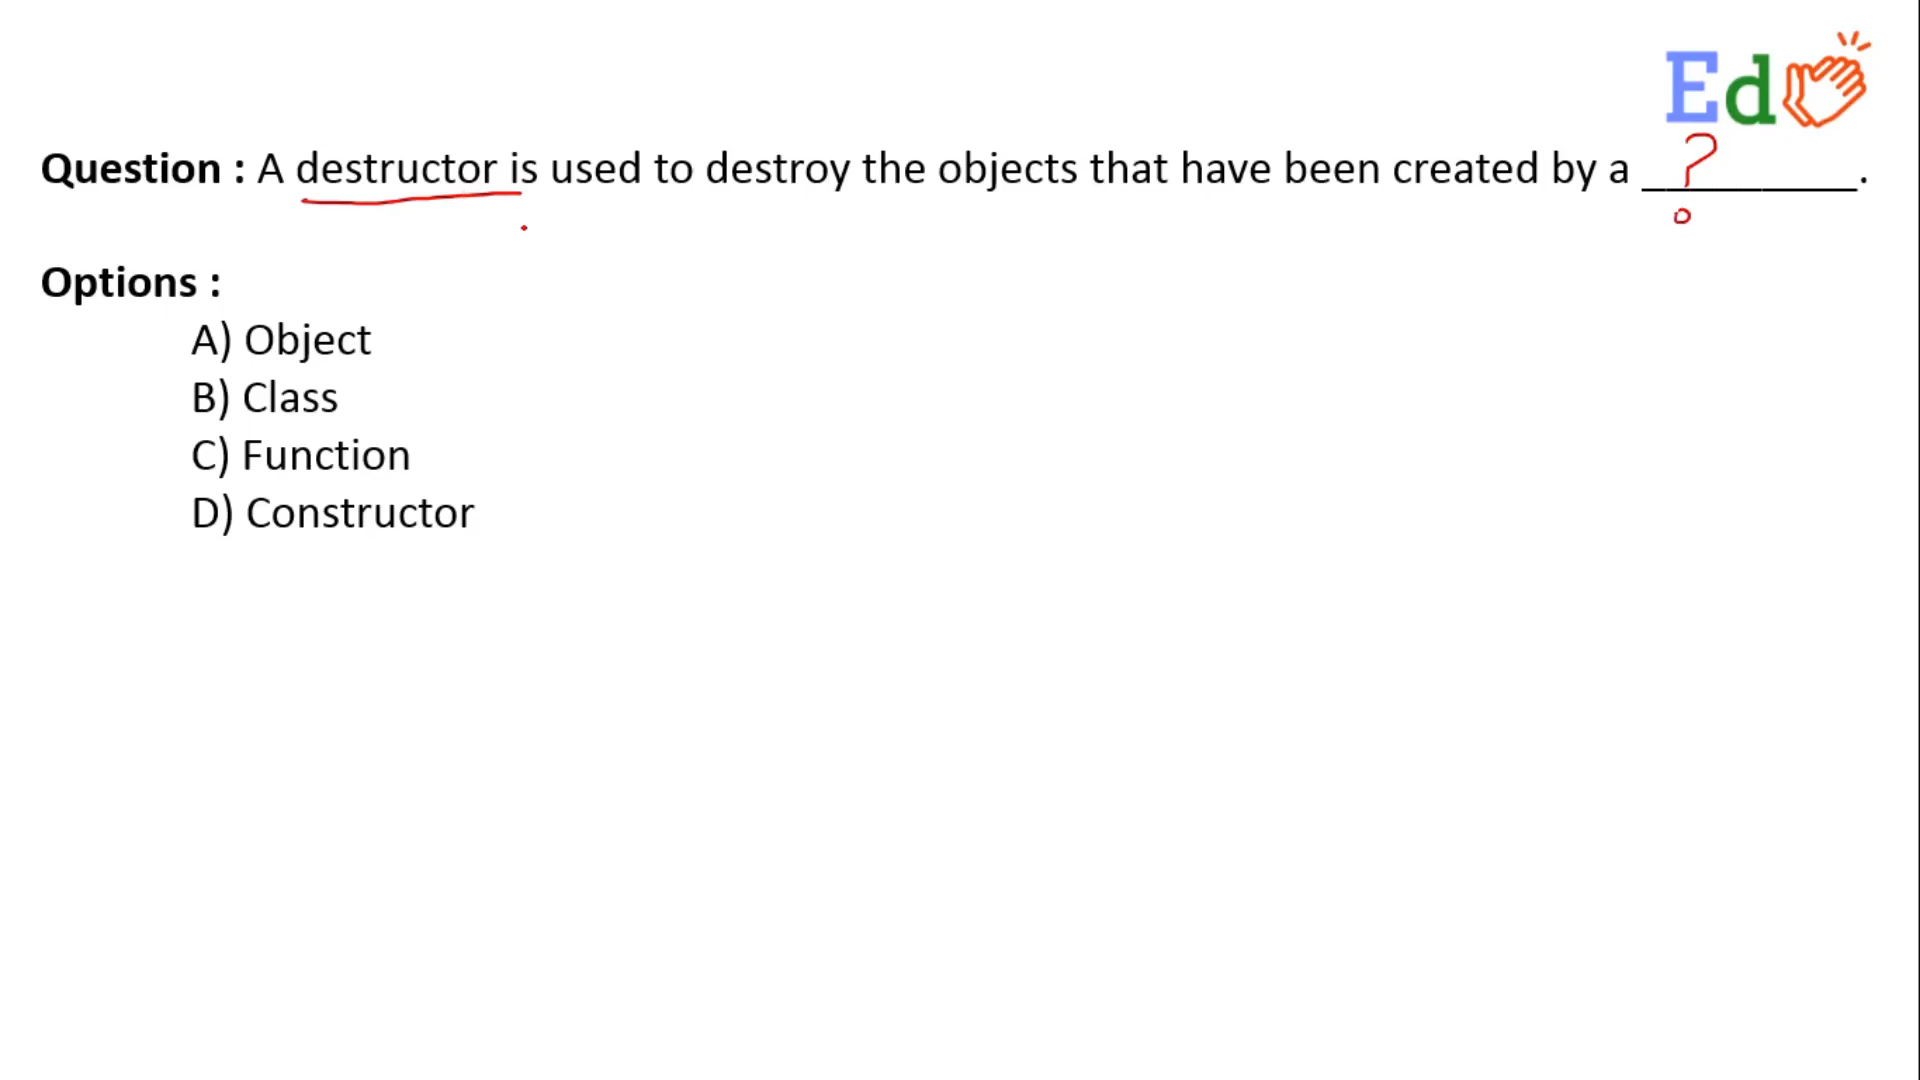 Ed
Question : A destructor is used to destroy the objects that have been created by a _________.
?
Options :
A) Object
B) Class
C) Function
D) Constructor